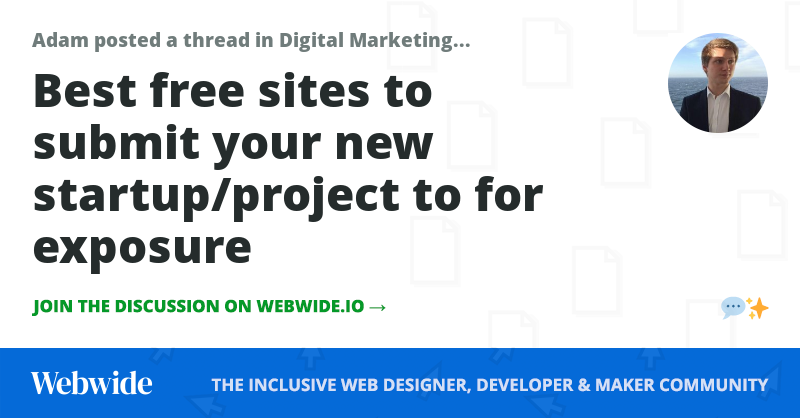 Adam posted a thread in Digital Marketing...
Best free sites to
submit your new
startup/project to for
exposure
JOIN THE DISCUSSION ON WEBWIDE.IO →
Webwide
THE INCLUSIVE WEB DESIGNER, DEVELOPER & MAKER COMMUNITY